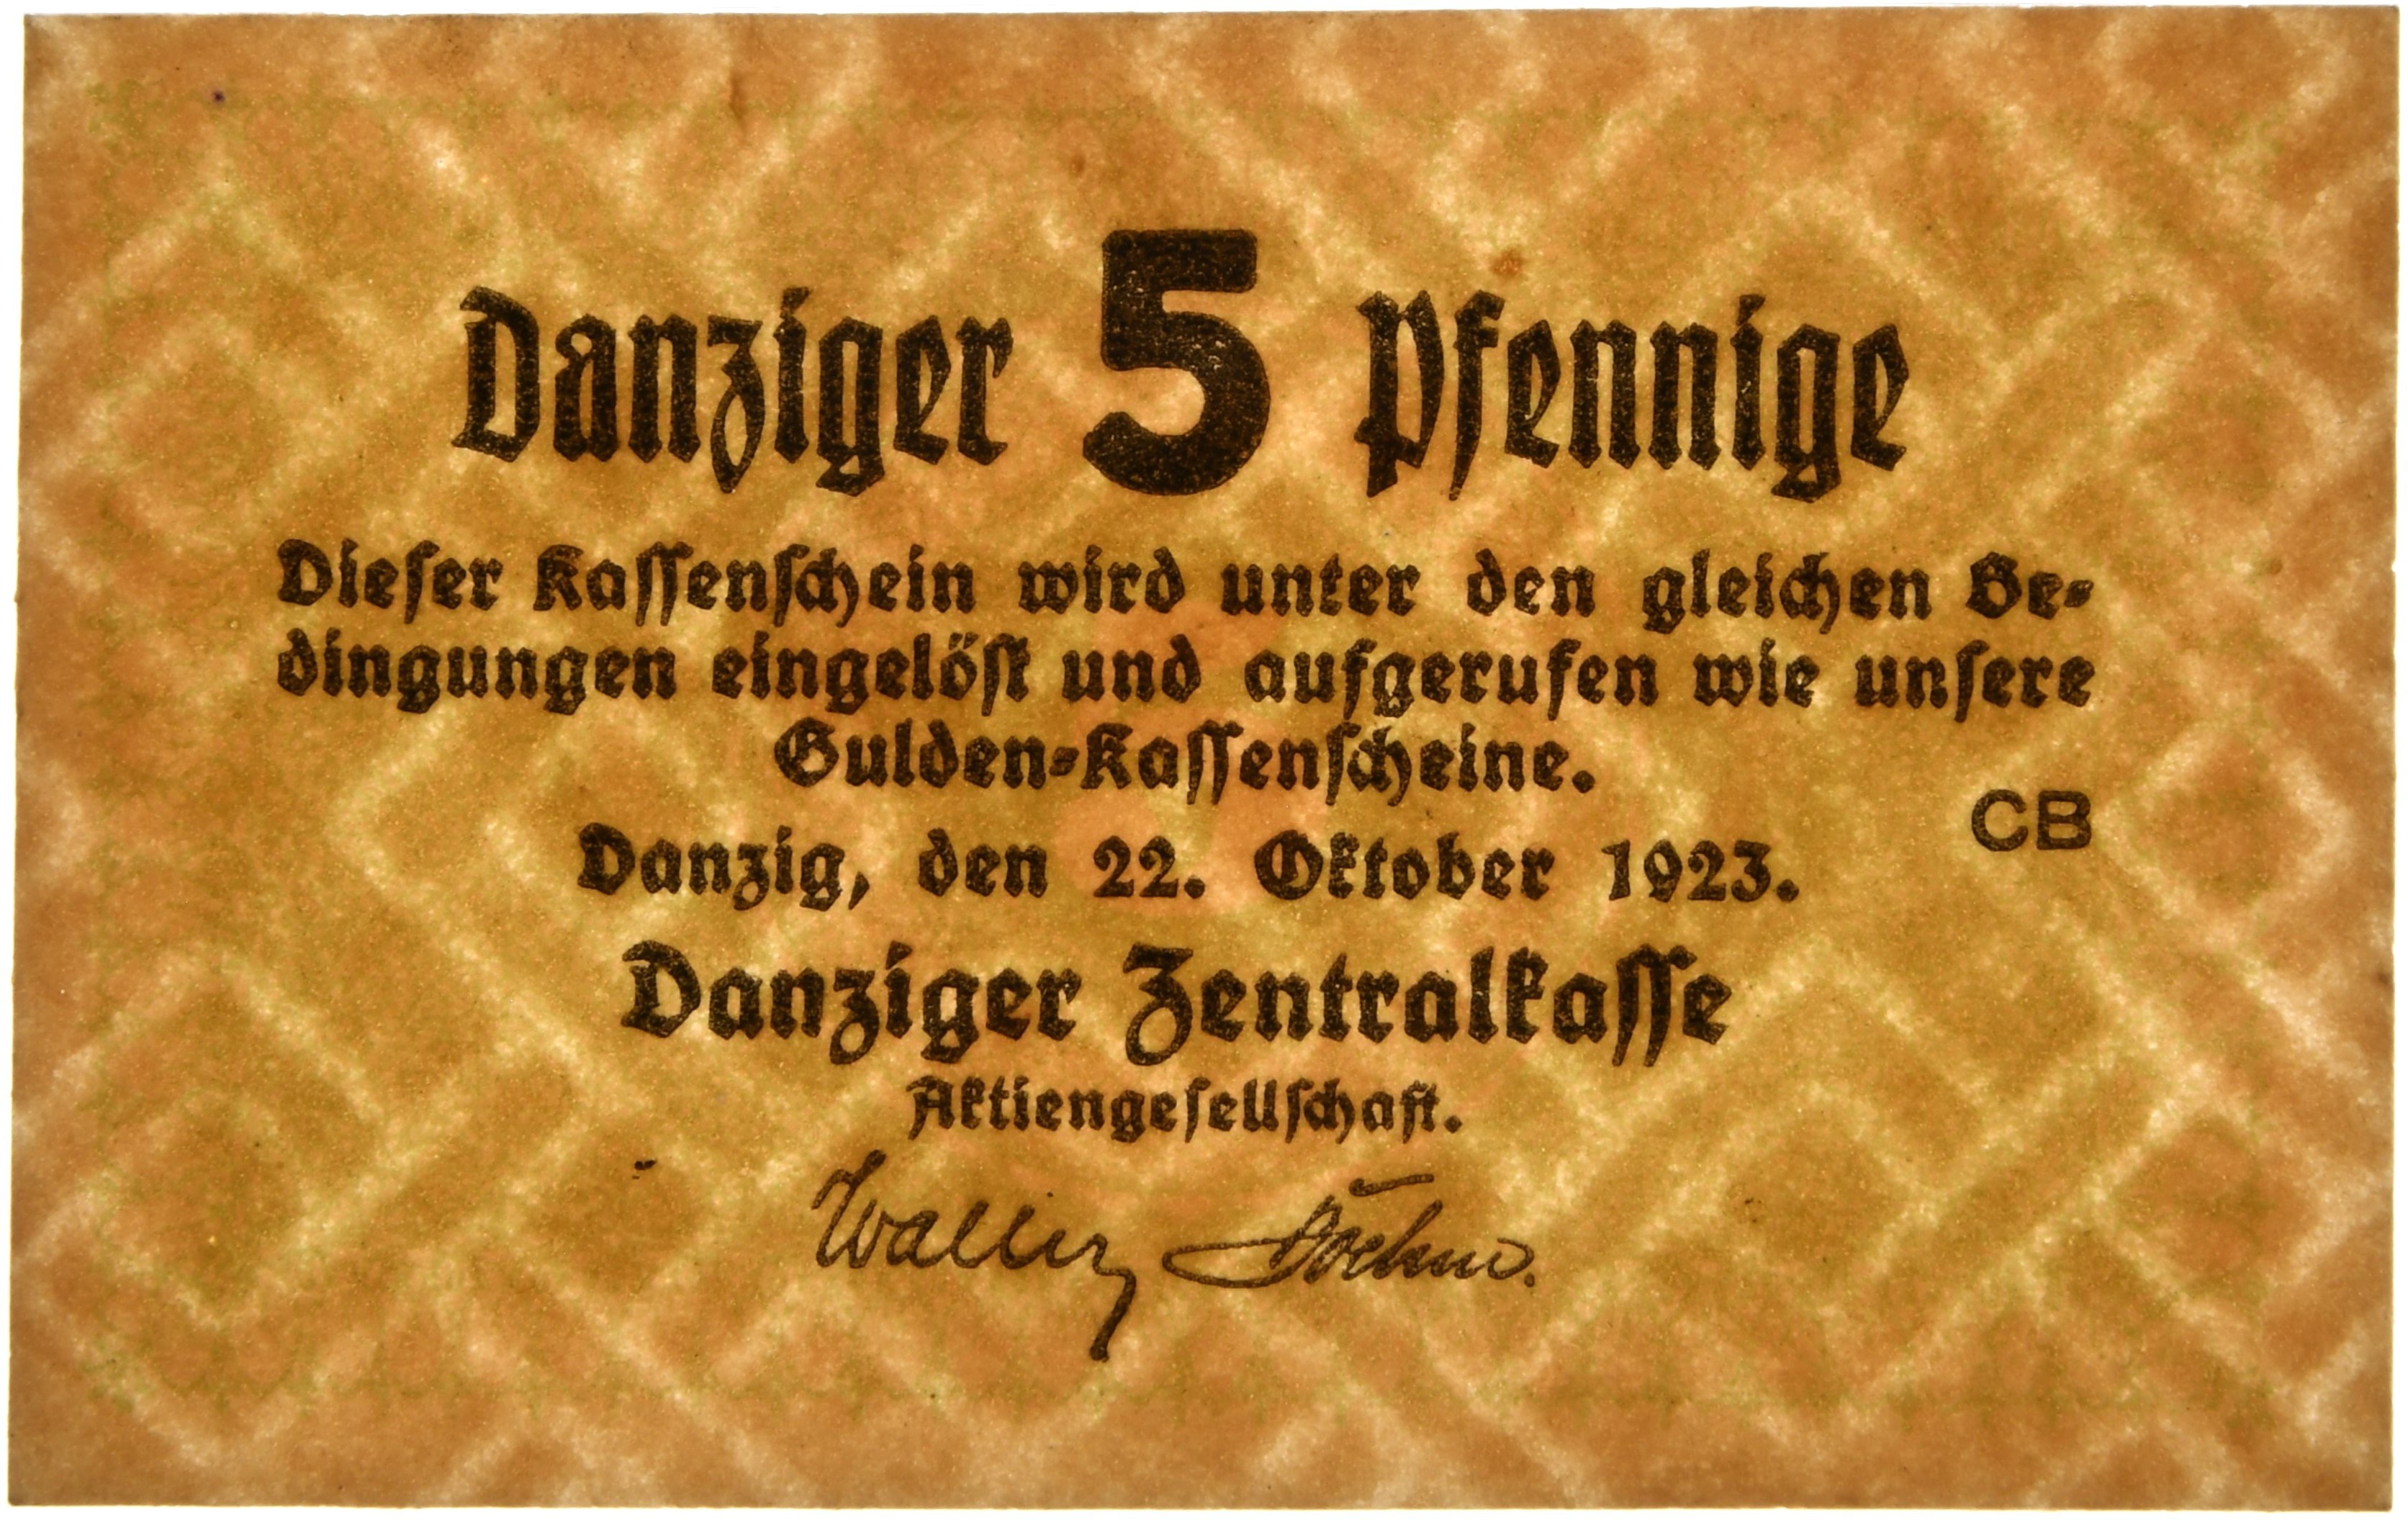 Danziger 5 Pfennige
Dieser Kassenschein wird unter den gleichen Be-
dingungen eingelöst und aufgerufen wie unsere
Gulden-Kassenscheine.
CB
Danzig, den 22. Oktober 1923.
Danziger Zentralkasse
Aktiengesellschaft.